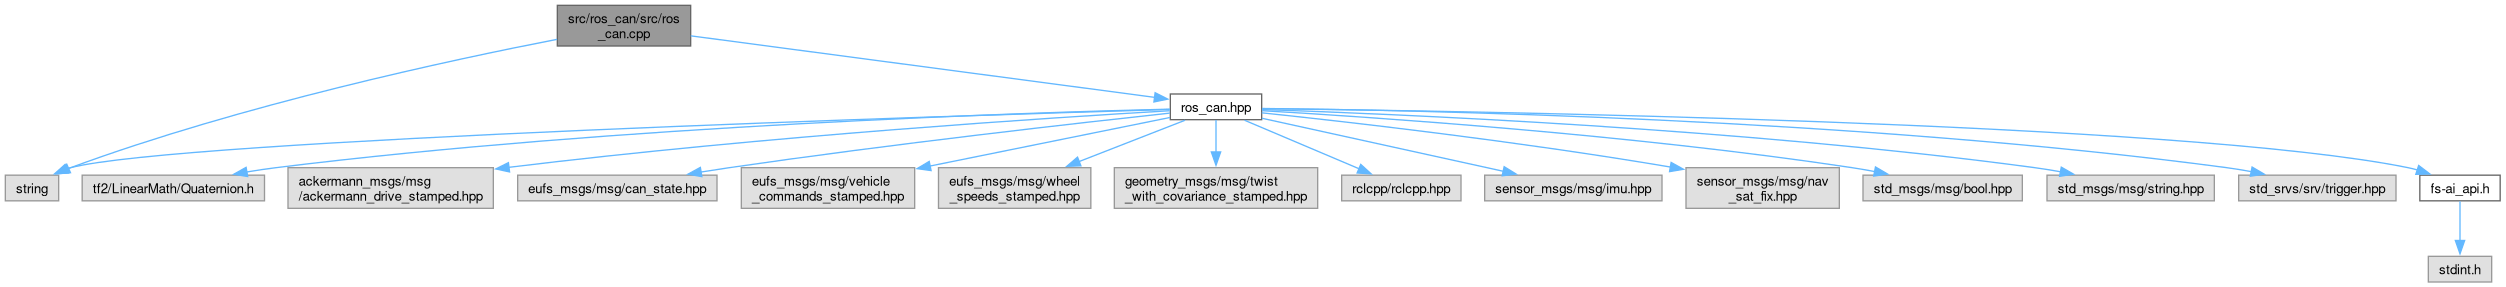 src/ros_can/src/ros
_can.cpp
ros_can.hpp
string
tf2/LinearMath/Quaternion.h
ackermann_msgs/msg
/ackermann_drive_stamped.hpp
eufs_msgs/msg/can_state.hpp
eufs_msgs/msg/vehicle
_commands_stamped.hpp
eufs_msgs/msg/wheel
_speeds_stamped.hpp
geometry_msgs/msg/twist
_with_covariance_stamped.hpp
rclcpp/rclcpp.hpp
sensor_msgs/msg/imu.hpp
sensor_msgs/msg/nav
_sat_fix.hpp
std_msgs/msg/bool.hpp
std_msgs/msg/string.hpp
std_srvs/srv/trigger.hpp
fs-ai_api.h
stdint.h